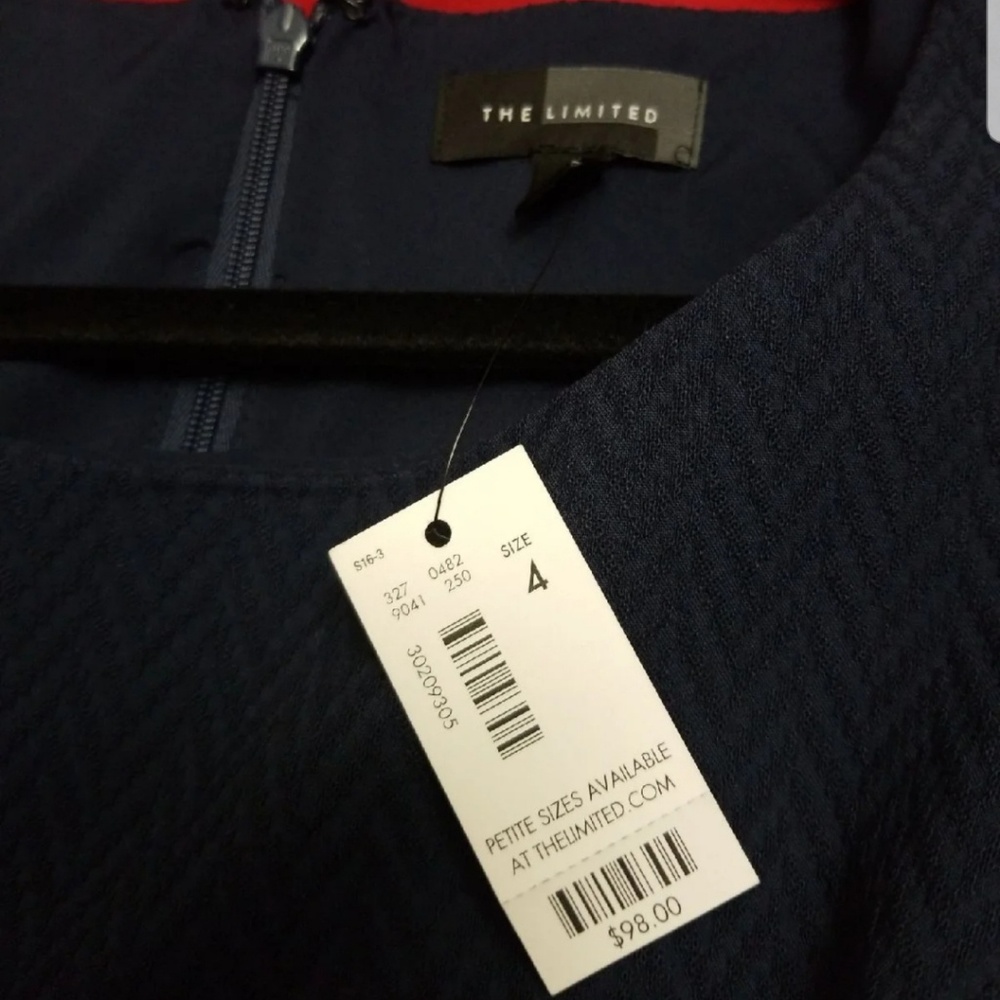 THE LIMITED
S16-3
327 0482
9041 250
SIZE
4
30209305
PETITE SIZES AVAILABLE
AT THELIMITED.COM
$98.00